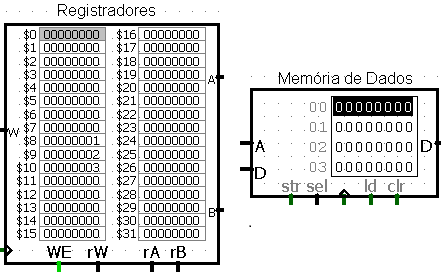 Registradores
$0 00000000 $16 00000000
$1 00000000 $17 00000000
$2 00000000 $18 00000000
$3 00000000 $19 00000000
$4 00000000 $20 00000000
$5 00000000 $21 00000000
$6 00000000 $22 00000000
$7 00000000 $23 00000000
$8 00000001 $24 00000000
$9 00000002 $25 00000000
$10 00000003 $26 00000000
$11 00000000 $27 00000000
$12 00000000 $28 00000000
$13 00000000 $29 00000000
$14 00000000 $30 00000000
$15 00000000 $31 00000000
W
A
B
WE rW rA rB
Memória de Dados
00 00000000
01 00000000
02 00000000
03 00000000
A
D
D
str sel ld clr